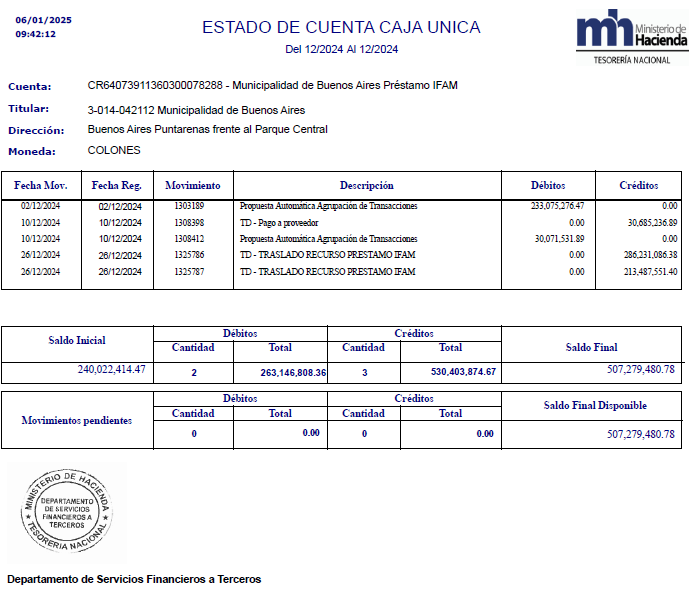 06/01/2025
09:42:12
ESTADO DE CUENTA CAJA UNICA
Del 12/2024 Al 12/2024
mh Ministerio de Hacienda
TESORERÍA NACIONAL
Cuenta: CR64073911360300078288 - Municipalidad de Buenos Aires Préstamo IFAM
Titular: 3-014-042112 Municipalidad de Buenos Aires
Dirección: Buenos Aires Puntarenas frente al Parque Central
Moneda: COLONES
Fecha Mov. Fecha Reg. Movimiento Descripción Débitos Créditos
02/12/2024 02/12/2024 1303189 Propuesta Automática Agrupación de Transacciones 233,075,276.47 0.00
10/12/2024 10/12/2024 1308398 TD - Pago a proveedor 0.00 30,685,236.89
10/12/2024 10/12/2024 1308412 Propuesta Automática Agrupación de Transacciones 30,071,531.89 0.00
26/12/2024 26/12/2024 1325786 TD - TRASLADO RECURSO PRESTAMO IFAM 0.00 286,231,086.38
26/12/2024 26/12/2024 1325787 TD - TRASLADO RECURSO PRESTAMO IFAM 0.00 213,487,551.40
Saldo Inicial Débitos Créditos Saldo Final
Cantidad Total Cantidad Total
240,022,414.47 2 263,146,808.36 3 530,403,874.67 507,279,480.78
Movimientos pendientes Débitos Créditos Saldo Final Disponible
Cantidad Total Cantidad Total
0 0.00 0 0.00 507,279,480.78
MINISTERIO DE HACIENDA
DEPARTAMENTO
DE SERVICIOS
FINANCIEROS A
TERCEROS
TESORERIA NACIONAL
Departamento de Servicios Financieros a Terceros